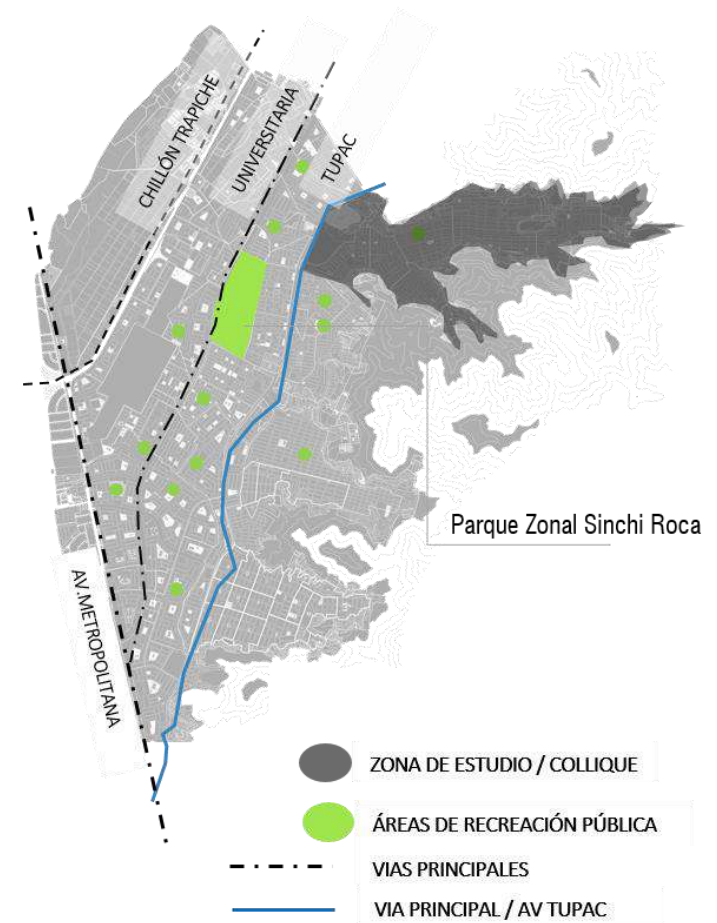 CHILLÓN TRAPICHE
UNIVERSITARIA
TUPAC
Parque Zonal Sinchi Roca
AV.METROPOLITANA
ZONA DE ESTUDIO / COLLIQUE
ÁREAS DE RECREACIÓN PÚBLICA
VIAS PRINCIPALES
VIA PRINCIPAL / AV TUPAC